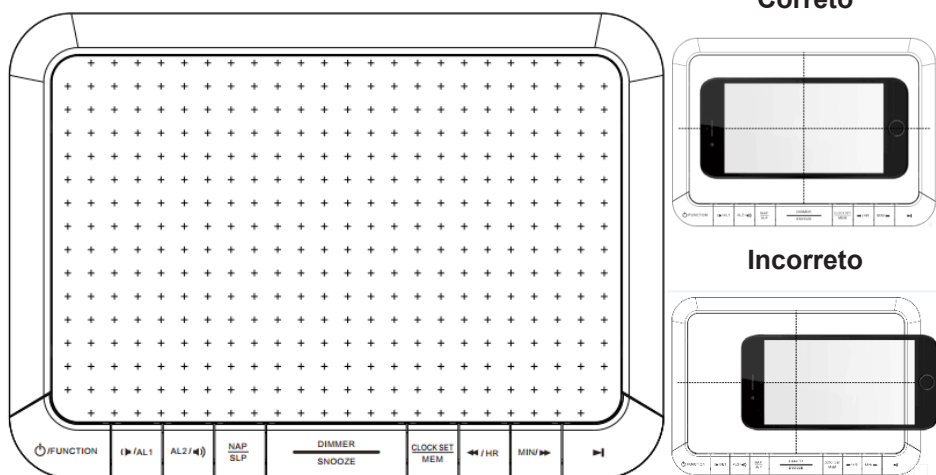 Correto
/FUNCTION
/AL1
AL2/
NAP
SLP
DIMMER
SNOOZE
CLOCK SET
MEM
/ HR
MIN/
Incorreto